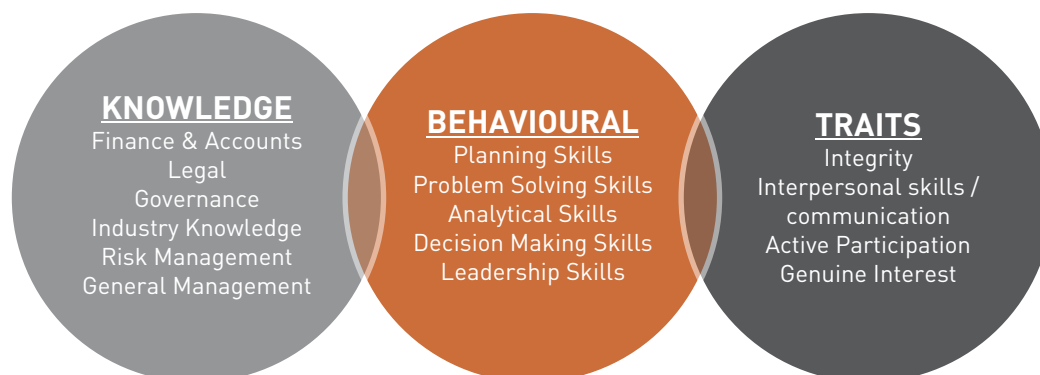 KNOWLEDGE
Finance & Accounts
Legal
Governance
Industry Knowledge
Risk Management
General Management
BEHAVIOURAL
Planning Skills
Problem Solving Skills
Analytical Skills
Decision Making Skills
Leadership Skills
TRAITS
Integrity
Interpersonal skills /
communication
Active Participation
Genuine Interest